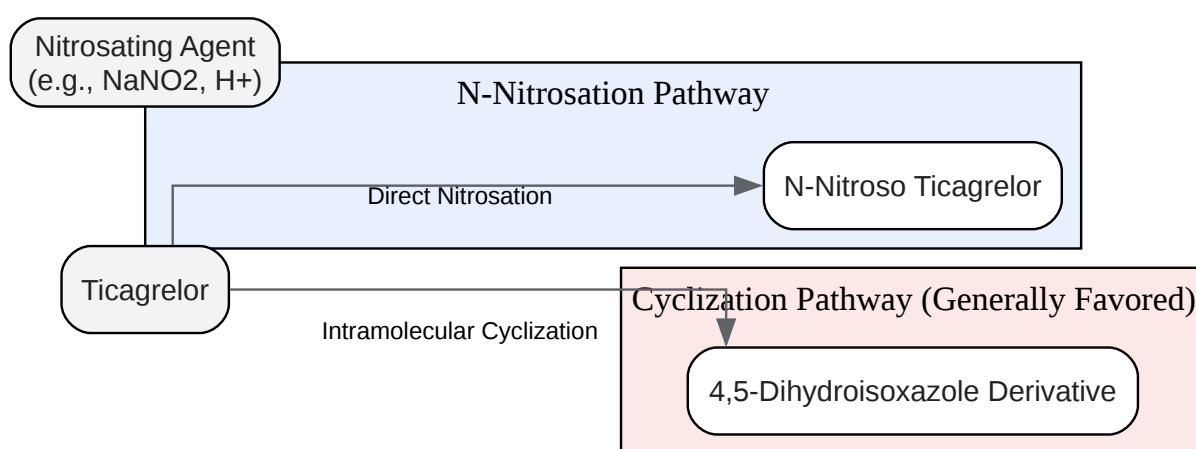 Nitrosating Agent
(e.g., NaNO2, H+)
N-Nitrosation Pathway
N-Nitroso Ticagrelor
Direct Nitrosation
Ticagrelor
Cyclization Pathway (Generally Favored)
Intramolecular Cyclization
4,5-Dihydroisoxazole Derivative